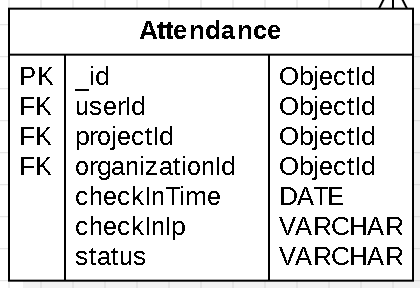 Attendance
PK _id ObjectId
FK userId ObjectId
FK projectId ObjectId
FK organizationId ObjectId
checkInTime DATE
checkInIp VARCHAR
status VARCHAR